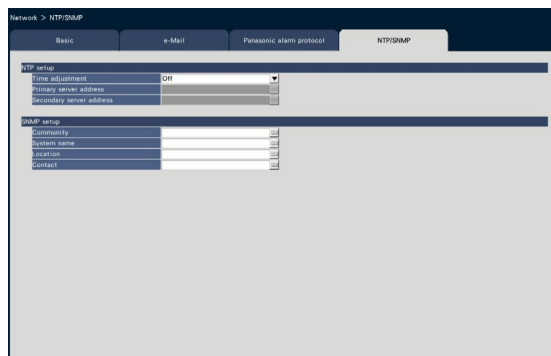 Network > NTP/SNMP
Basic e-Mail Panasonic alarm protocol NTP/SNMP
NTP setup
Time adjustment Off
Primary server address
Secondary server address
SNMP setup
Community
System name
Location
Contact